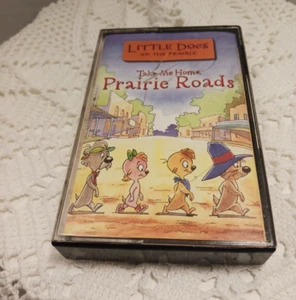 LITTLE DOGS
ON THE PRAIRIE
Take Me Home
Prairie Roads